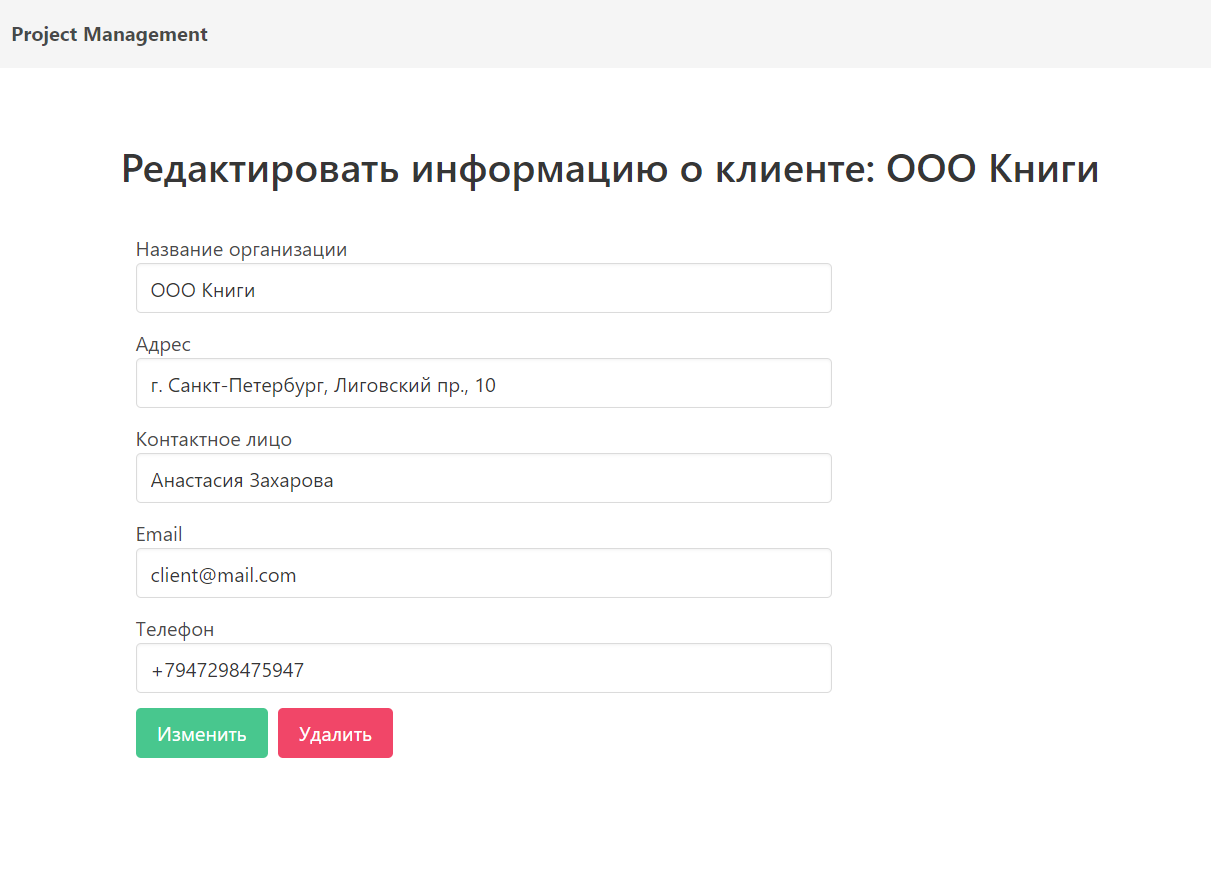 Project Management
Редактировать информацию о клиенте: ООО Книги
Название организации
ООО Книги
Адрес
г. Санкт-Петербург, Лиговский пр., 10
Контактное лицо
Анастасия Захарова
Email
client@mail.com
Телефон
+7947298475947
Изменить Удалить